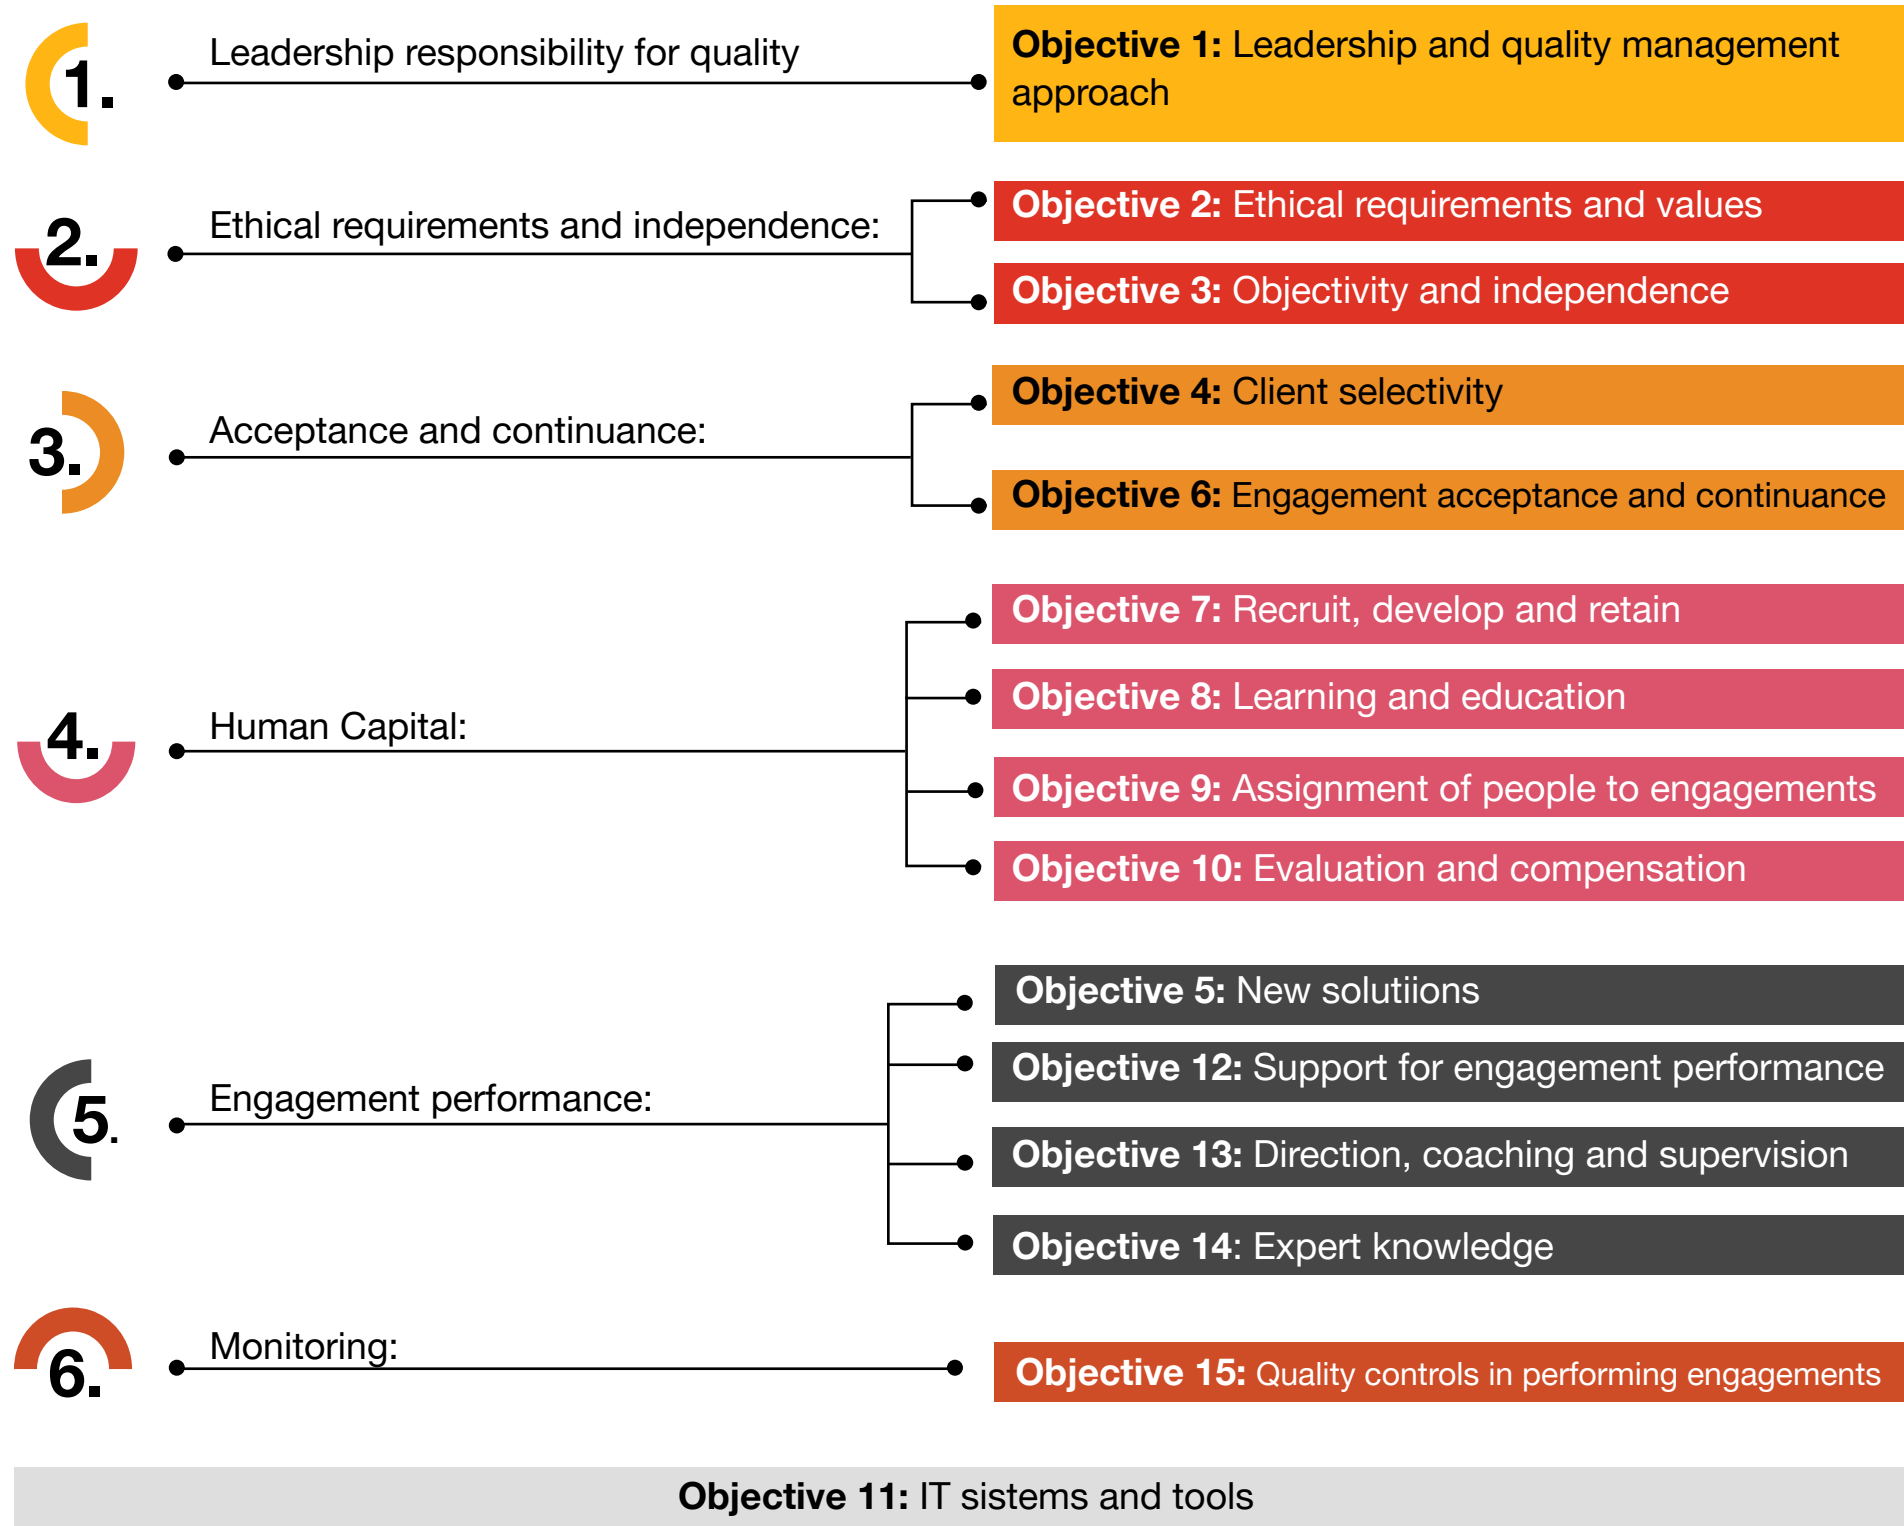 1.
Leadership responsibility for quality
Objective 1: Leadership and quality management
approach
2.
Ethical requirements and independence:
Objective 2: Ethical requirements and values
Objective 3: Objectivity and independence
3.
Acceptance and continuance:
Objective 4: Client selectivity
Objective 6: Engagement acceptance and continuance
4.
Human Capital:
Objective 7: Recruit, develop and retain
Objective 8: Learning and education
Objective 9: Assignment of people to engagements
Objective 10: Evaluation and compensation
5.
Engagement performance:
Objective 5: New solutiions
Objective 12: Support for engagement performance
Objective 13: Direction, coaching and supervision
Objective 14: Expert knowledge
6.
Monitoring:
Objective 15: Quality controls in performing engagements
Objective 11: IT sistems and tools